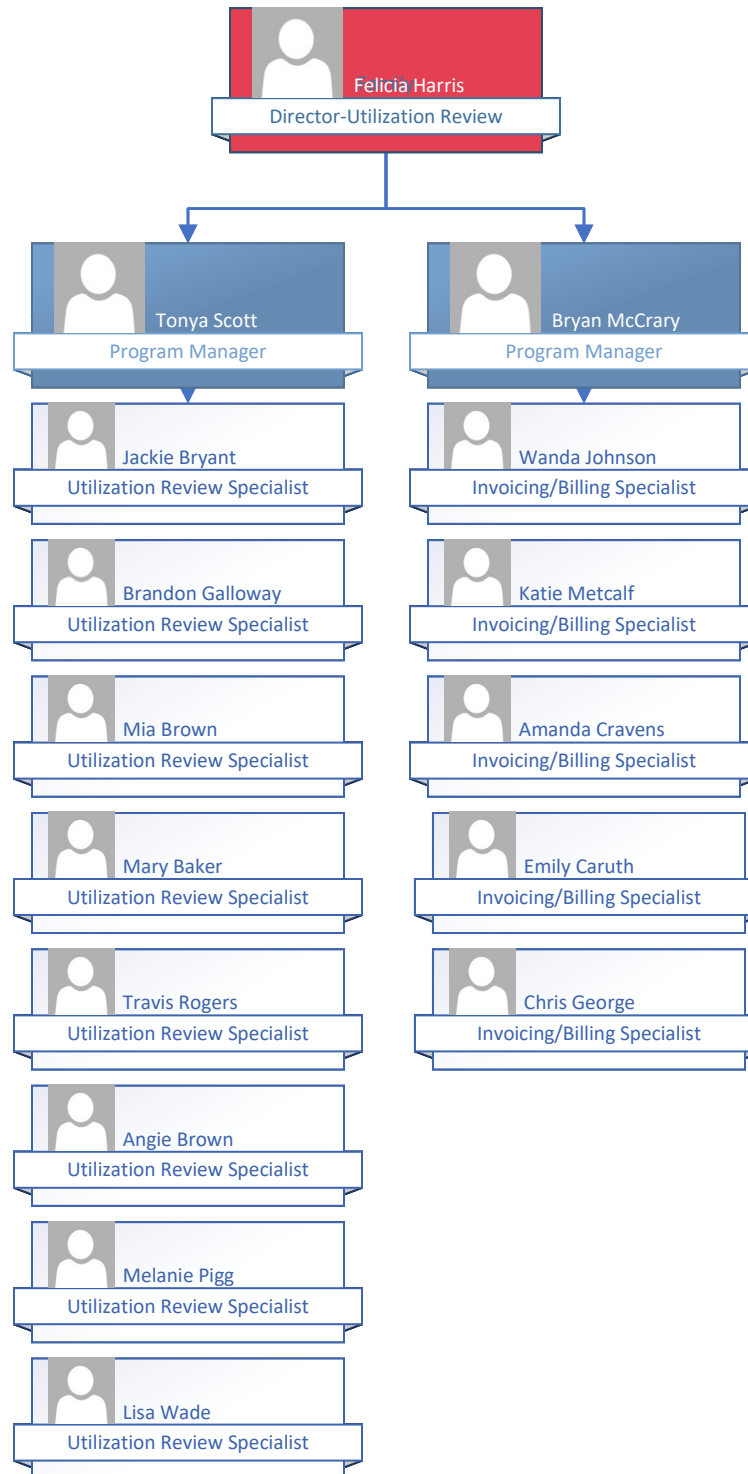 Felicia Harris
Director-Utilization Review
Tonya Scott
Program Manager
Jackie Bryant
Utilization Review Specialist
Brandon Galloway
Utilization Review Specialist
Mia Brown
Utilization Review Specialist
Mary Baker
Utilization Review Specialist
Travis Rogers
Utilization Review Specialist
Angie Brown
Utilization Review Specialist
Melanie Pigg
Utilization Review Specialist
Lisa Wade
Utilization Review Specialist
Bryan McCrary
Program Manager
Wanda Johnson
Invoicing/Billing Specialist
Katie Metcalf
Invoicing/Billing Specialist
Amanda Cravens
Invoicing/Billing Specialist
Emily Caruth
Invoicing/Billing Specialist
Chris George
Invoicing/Billing Specialist